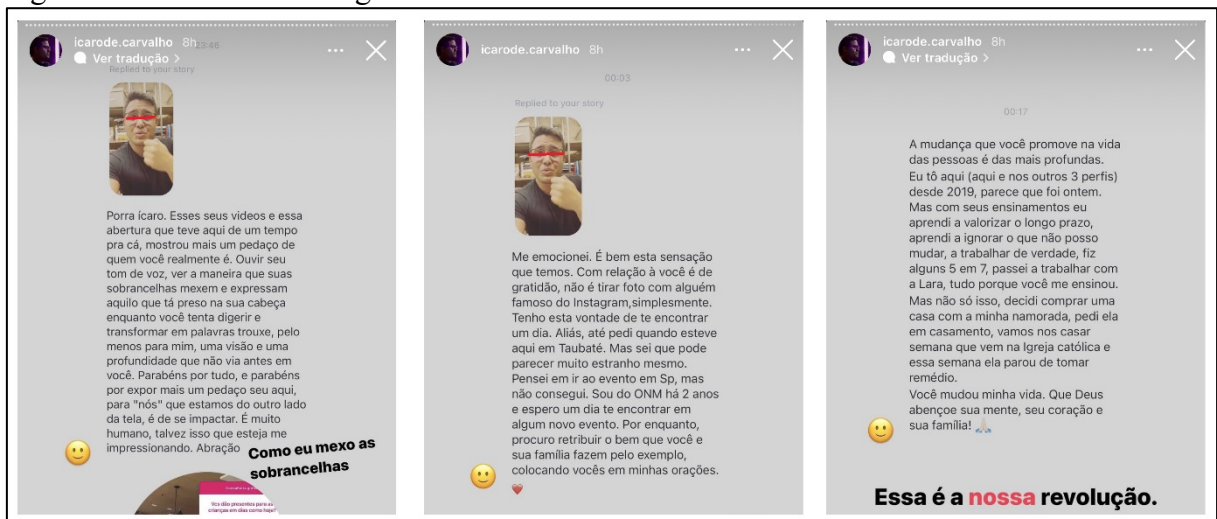 icarode.carvalho 8h
23:46
Ver tradução >
Replied to your story
Porra ícaro. Esses seus videos e essa
abertura que teve aqui de um tempo
pra cá, mostrou mais um pedaço de
quem você realmente é. Ouvir seu
tom de voz, ver a maneira que suas
sobrancelhas mexem e expressam
aquilo que tá preso na sua cabeça
enquanto você tenta digerir e
transformar em palavras trouxe, pelo
menos para mim, uma visão e uma
profundidade que não via antes em
você. Parabéns por tudo, e parabéns
por expor mais um pedaço seu aqui,
para "nós" que estamos do outro lado
da tela, é de se impactar. É muito
humano, talvez isso que esteja me
impressionando. Abração
Como eu mexo as
sobrancelhas
icarode.carvalho 8h
00:03
Replied to your story
Me emocionei. É bem esta sensação
que temos. Com relação à você é de
gratidão, não é tirar foto com alguém
famoso do Instagram,simplesmente.
Tenho esta vontade de te encontrar
um dia. Aliás, até pedi quando esteve
aqui em Taubaté. Mas sei que pode
parecer muito estranho mesmo.
Pensei em ir ao evento em Sp, mas
não consegui. Sou do ONM há 2 anos
e espero um dia te encontrar em
algum novo evento. Por enquanto,
procuro retribuir o bem que você e
sua família fazem pelo exemplo,
colocando vocês em minhas orações.
icarode.carvalho 8h
Ver tradução >
00:17
A mudança que você promove na vida
das pessoas é das mais profundas.
Eu tô aqui (aqui e nos outros 3 perfis)
desde 2019, parece que foi ontem.
Mas com seus ensinamentos eu
aprendi a valorizar o longo prazo,
aprendi a ignorar o que não posso
mudar, a trabalhar de verdade, fiz
alguns 5 em 7, passei a trabalhar com
a Lara, tudo porque você me ensinou.
Mas não só isso, decidi comprar uma
casa com a minha namorada, pedi ela
em casamento, vamos nos casar
semana que vem na Igreja católica e
essa semana ela parou de tomar
remédio.
Você mudou minha vida. Que Deus
abençoe sua mente, seu coração e
sua família!
Essa é a nossa revolução.